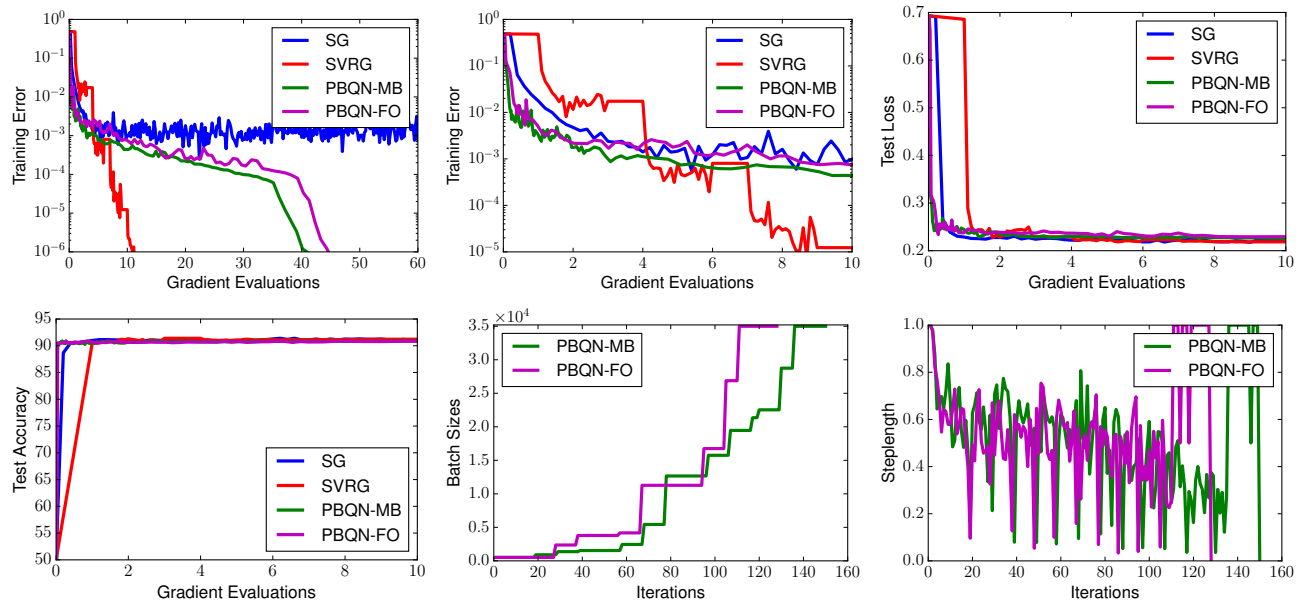 10^0
10^{-1}
10^{-2}
10^{-3}
10^{-4}
10^{-5}
10^{-6}
Training Error
0 10 20 30 40 50 60
Gradient Evaluations
SG
SVRG
PBQN-MB
PBQN-FO
10^0
10^{-1}
10^{-2}
10^{-3}
10^{-4}
10^{-5}
Training Error
0 2 4 6 8 10
Gradient Evaluations
SG
SVRG
PBQN-MB
PBQN-FO
0.7
0.6
0.5
0.4
0.3
0.2
Test Loss
0 2 4 6 8 10
Gradient Evaluations
SG
SVRG
PBQN-MB
PBQN-FO
95
90
85
80
75
70
65
60
55
50
Test Accuracy
0 2 4 6 8 10
Gradient Evaluations
SG
SVRG
PBQN-MB
PBQN-FO
×10^4
3.5
3.0
2.5
2.0
1.5
1.0
0.5
0.0
Batch Sizes
0 20 40 60 80 100 120 140 160
Iterations
PBQN-MB
PBQN-FO
1.0
0.8
0.6
0.4
0.2
0.0
Steplength
0 20 40 60 80 100 120 140 160
Iterations
PBQN-MB
PBQN-FO